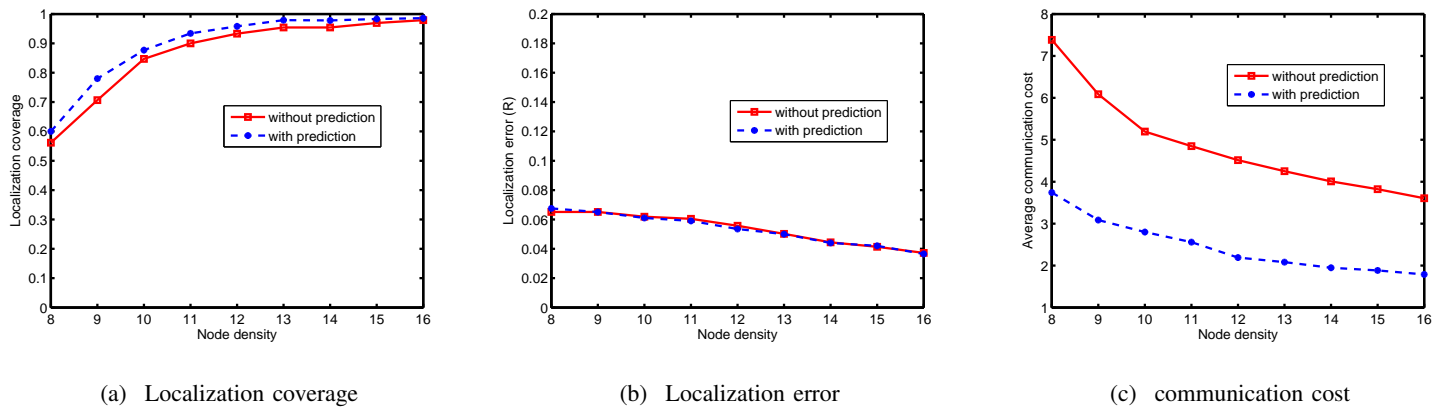 1
0.9
0.8
0.7
0.6
0.5
0.4
0.3
0.2
0.1
0
Localization coverage
without prediction
with prediction
8 9 10 11 12 13 14 15 16
Node density
(a) Localization coverage
0.2
0.18
0.16
0.14
0.12
0.1
0.08
0.06
0.04
0.02
0
Localization error (R)
without prediction
with prediction
8 9 10 11 12 13 14 15 16
Node density
(b) Localization error
8
7
6
5
4
3
2
1
Average communication cost
without prediction
with prediction
8 9 10 11 12 13 14 15 16
Node density
(c) communication cost